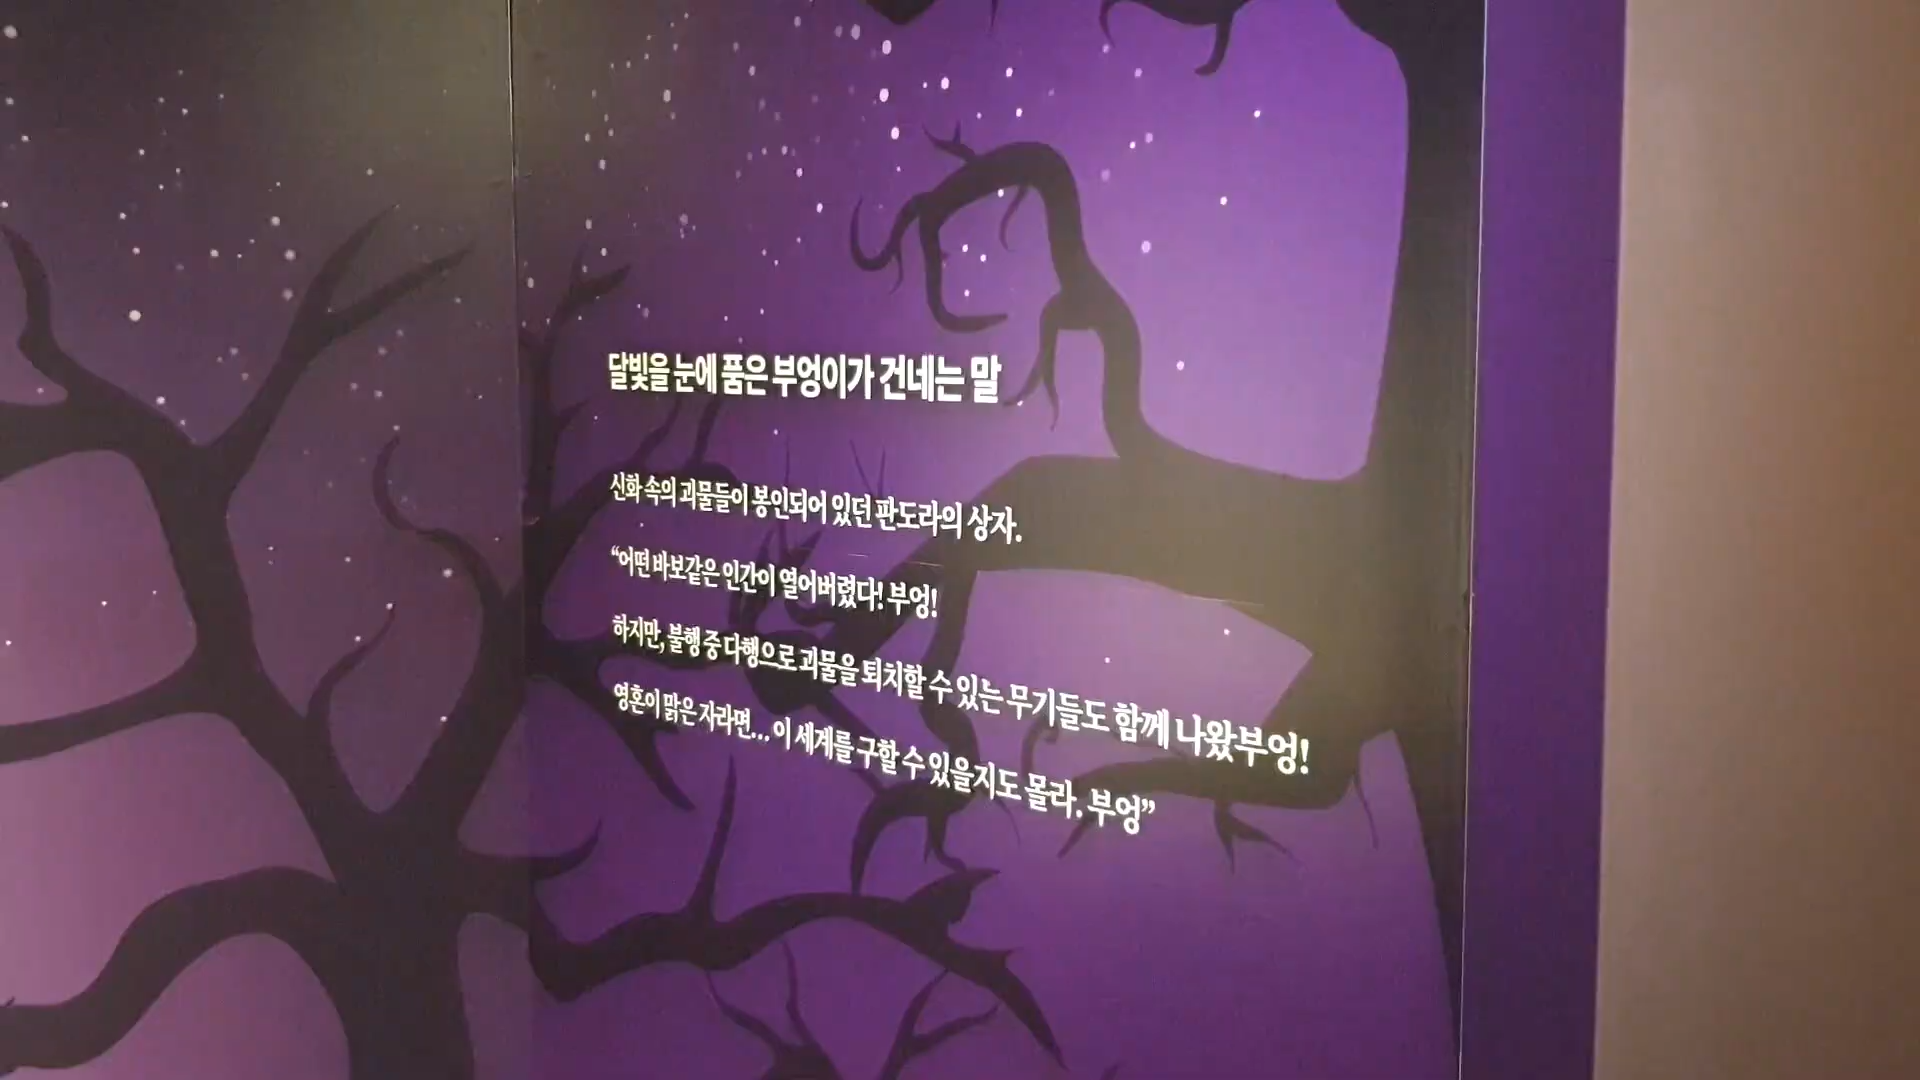 달빛을 눈에 품은 부엉이가 건네는 말
신화 속의 괴물들이 봉인되어 있던 판도라의 상자.
“어떤 바보같은 인간이 열어버렸다! 부엉!
하지만, 불행 중 다행으로 괴물을 퇴치할 수 있는 무기들도 함께 나왔부엉!
영혼이 맑은 자라면... 이 세계를 구할 수 있을지도 몰라. 부엉”